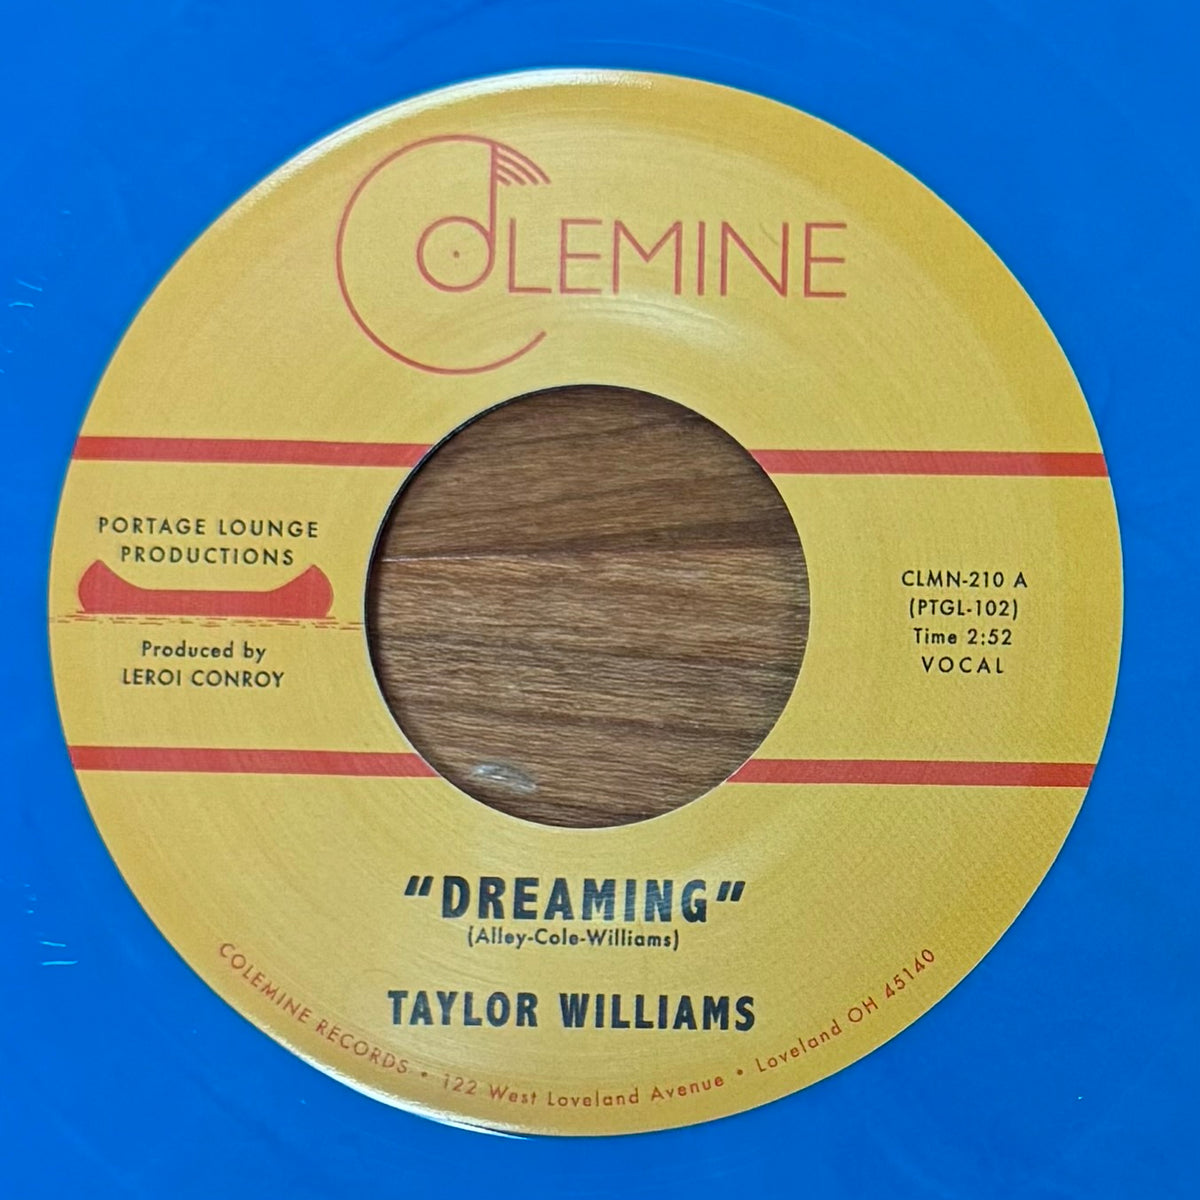 COLEMINE
PORTAGE LOUNGE
PRODUCTIONS
Produced by
LEROI CONROY
CLMN-210 A
(PTGL-102)
Time 2:52
VOCAL
"DREAMING"
(Alley-Cole-Williams)
TAYLOR WILLIAMS
COLEMINE RECORDS • 122 West Loveland Avenue • Loveland OH 45140